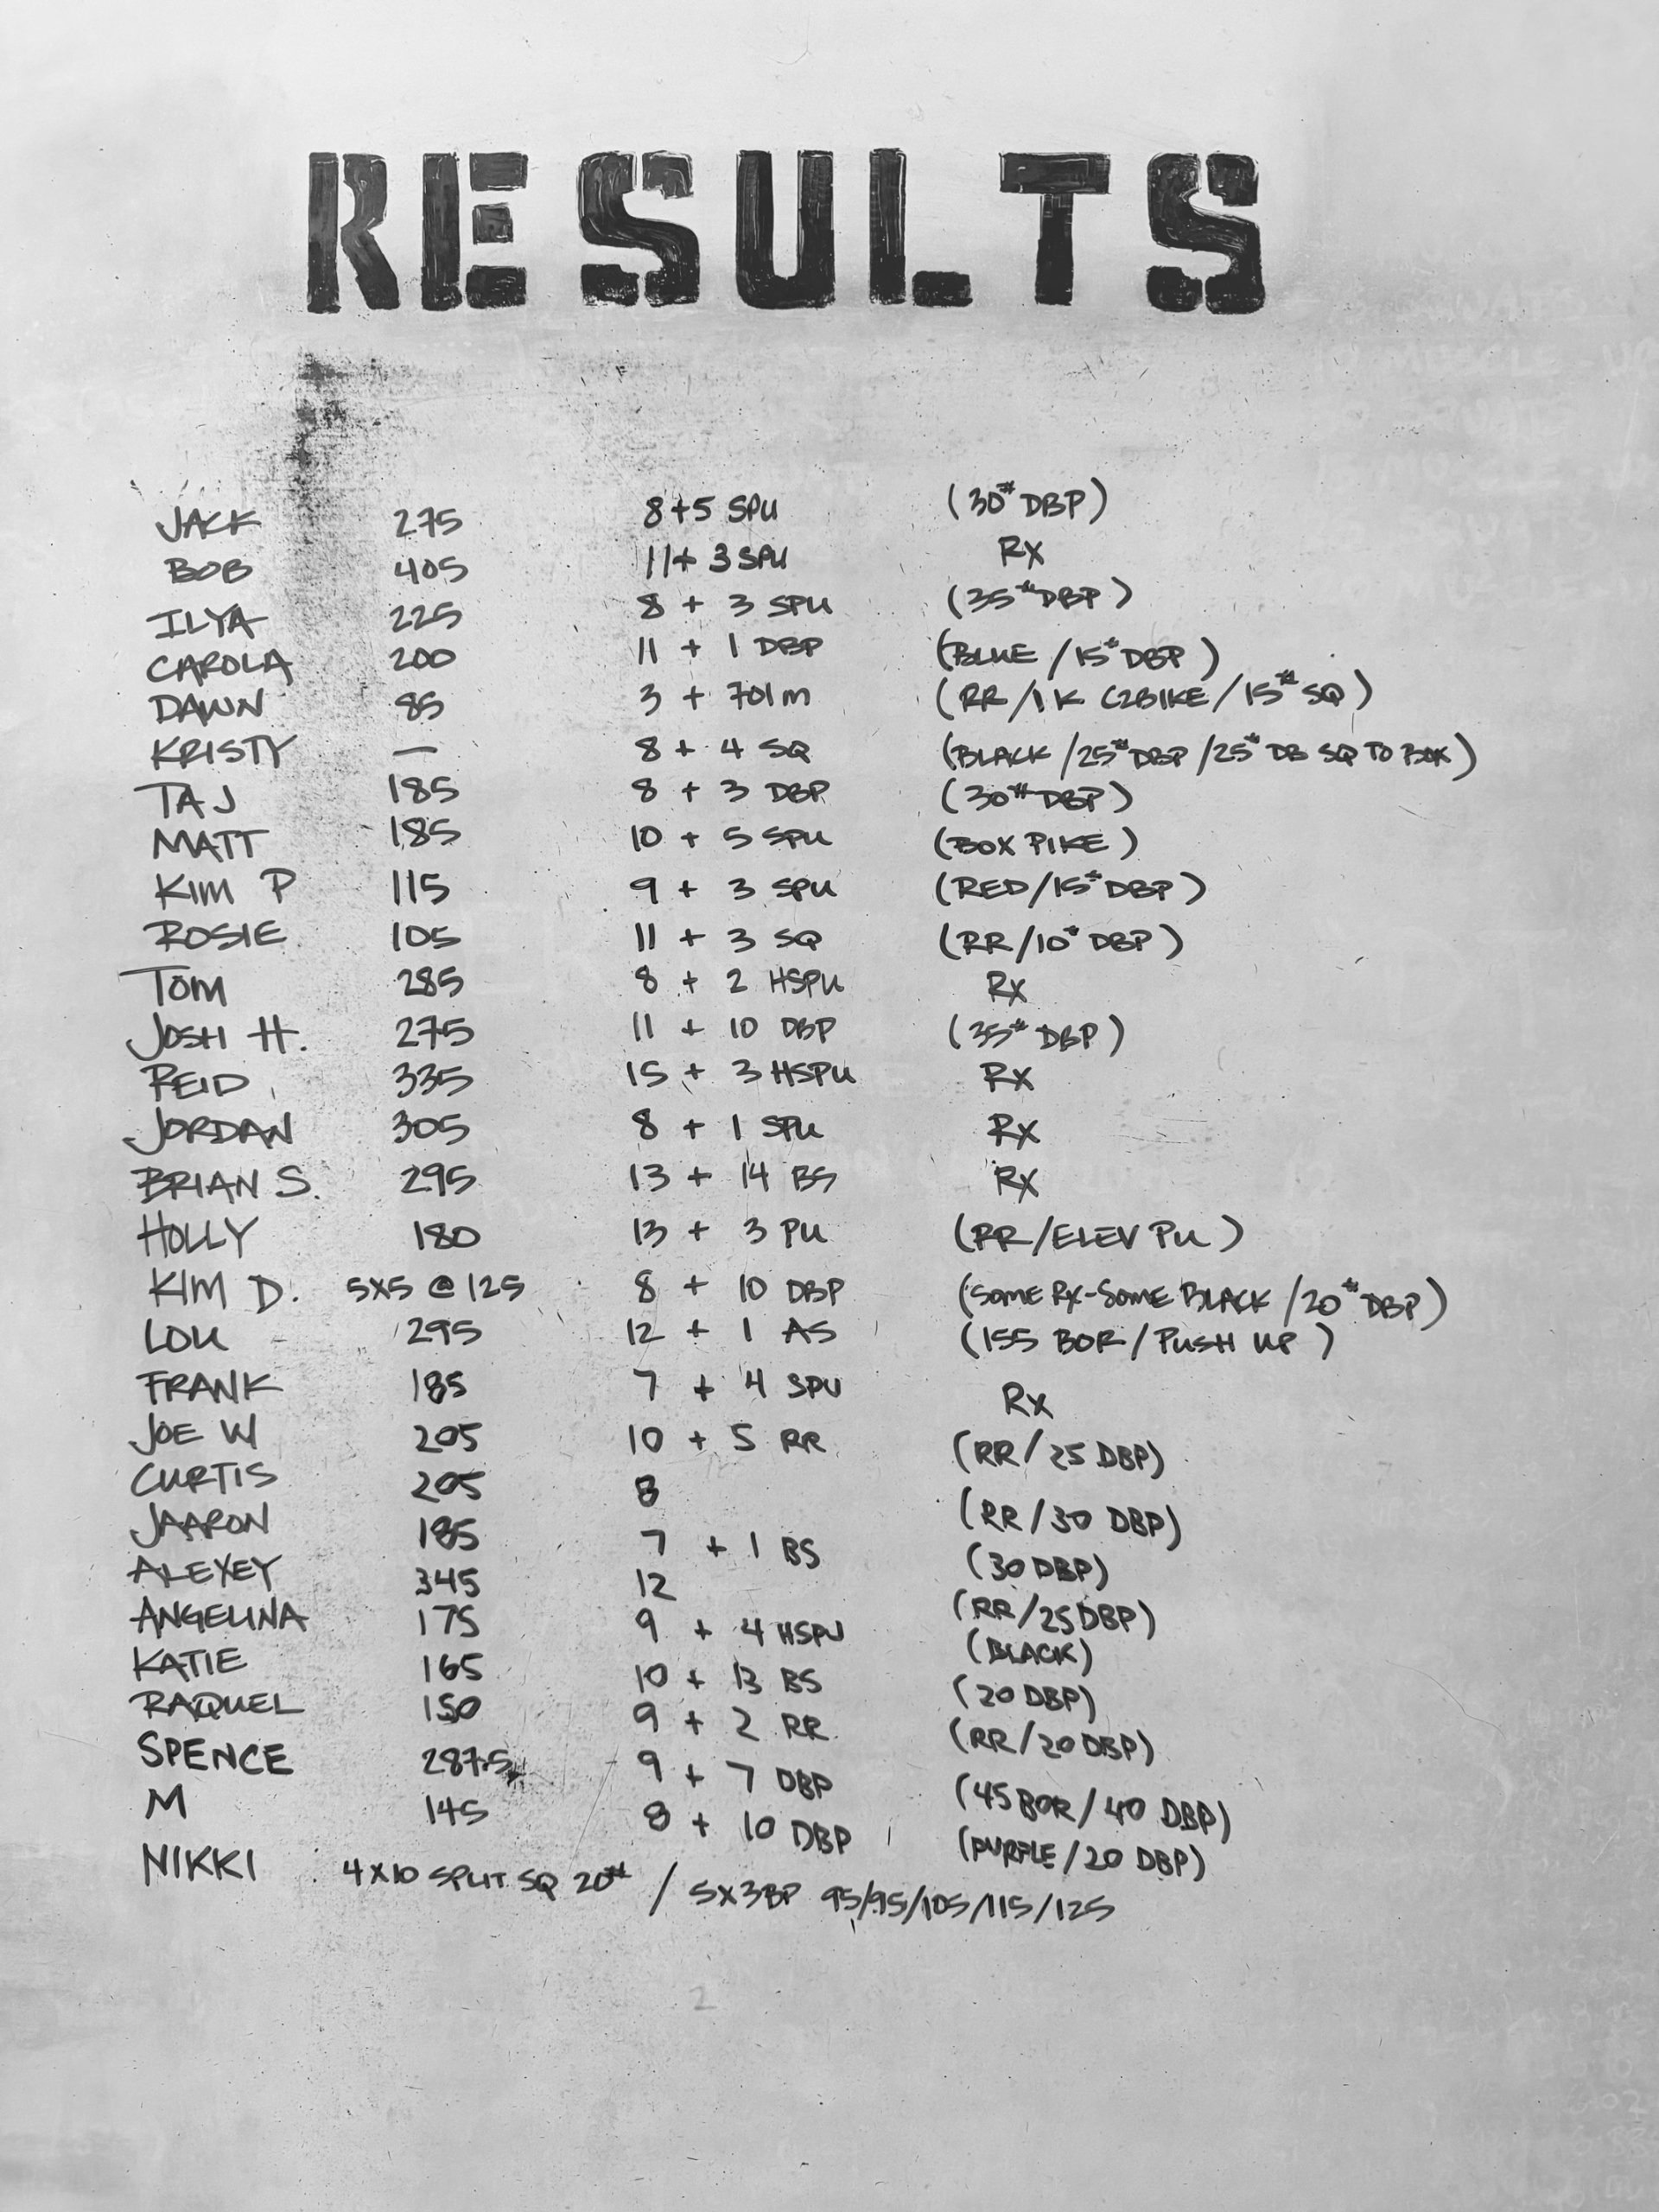 RESULTS
JACK 275 8+5 SPU (30# DBP)
BOB 405 11+ 3 SPU Rx
ILYA 225 8 + 3 SPU (35# DBP)
CAROLA 200 11 + 1 DBP (BLUE / 15# DBP)
DAWN 85 3 + 701m (RR / 1K C2BIKE / 15# SQ)
KRISTY — 8 + 4 SQ (BLACK / 25# DBP / 25# DB SQ TO BOX)
TAJ 185 8 + 3 DBP (30# DBP)
MATT 185 10 + 5 SPU (BOX PIKE)
KIM P 115 9 + 3 SPU (RED / 15# DBP)
ROSIE 105 11 + 3 SQ (RR / 10# DBP)
TOM 285 8 + 2 HSPU Rx
JOSH H. 275 11 + 10 DBP (35# DBP)
REID 335 15 + 3 HSPU Rx
JORDAN 305 8 + 1 SPU Rx
BRIAN S. 295 13 + 14 BS Rx
HOLLY 180 13 + 3 PU (RR / ELEV PU)
KIM D. 5X5 @ 125 8 + 10 DBP (SOME RX-SOME BLACK / 20# DBP)
LOU 295 12 + 1 AS (155 BOR / PUSH UP)
FRANK 185 7 + 4 SPU Rx
JOE W 205 10 + 5 RR (RR / 25 DBP)
CURTIS 205 8 (RR / 30 DBP)
JAARON 185 7 + 1 BS (30 DBP)
ALEXEY 345 12 (RR / 25 DBP)
ANGELINA 175 9 + 4 HSPU (BLACK)
KATIE 165 10 + 13 BS (20 DBP)
RAQUEL 150 9 + 2 RR (RR / 20 DBP)
SPENCE 287.5 9 + 7 DBP (45 BOR / 40 DBP)
M 145 8 + 10 DBP (PURPLE / 20 DBP)
NIKKI 4X10 SPLIT SQ 20# / 5X3BP 95/95/105/115/125